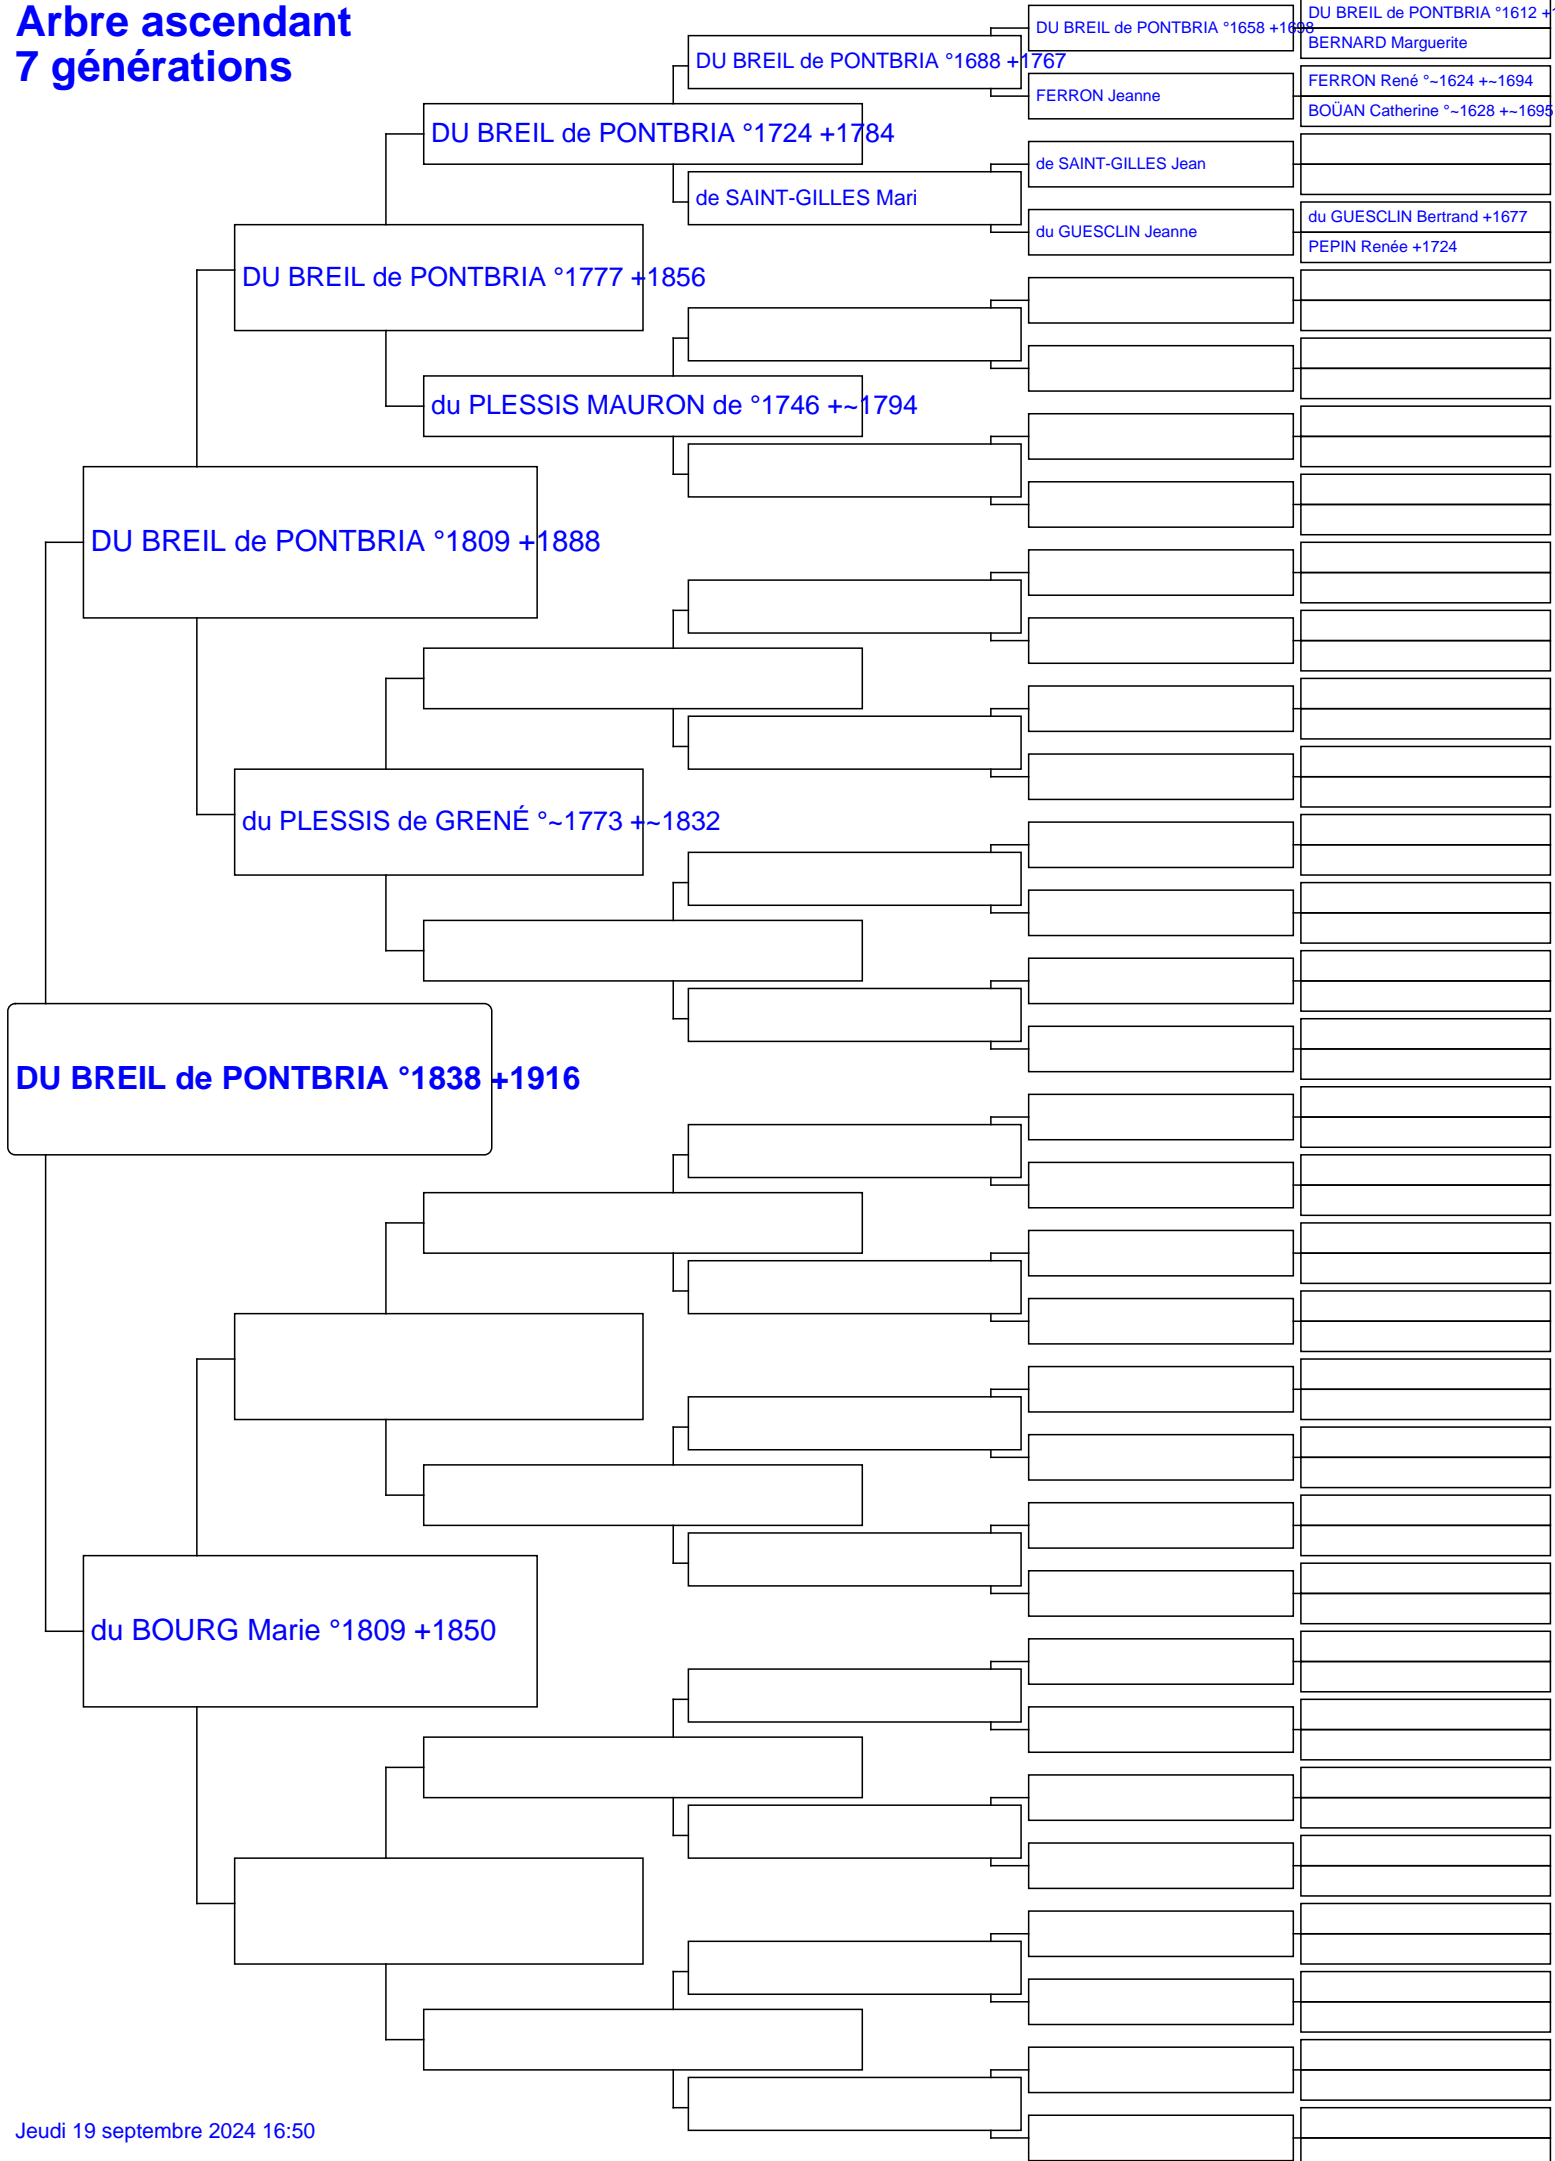 Arbre ascendant
7 générations
DU BREIL de PONTBRIA °1612 +
BERNARD Marguerite
DU BREIL de PONTBRIA °1658 +1698
DU BREIL de PONTBRIA °1688 +1767
FERRON René °~1624 +~1694
FERRON Jeanne
BOÜAN Catherine °~1628 +~1695
DU BREIL de PONTBRIA °1724 +1784
de SAINT-GILLES Jean
de SAINT-GILLES Mari
du GUESCLIN Bertrand +1677
du GUESCLIN Jeanne
PEPIN Renée +1724
DU BREIL de PONTBRIA °1777 +1856
du PLESSIS MAURON de °1746 +~1794
DU BREIL de PONTBRIA °1809 +1888
du PLESSIS de GRENÉ °~1773 +~1832
DU BREIL de PONTBRIA °1838 +1916
du BOURG Marie °1809 +1850
Jeudi 19 septembre 2024 16:50